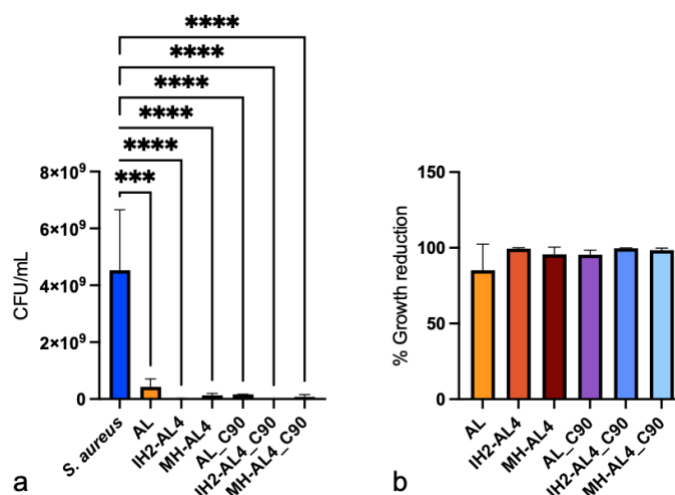 ****
****
****
****
****
***
CFU/mL
8×10⁹
6×10⁹
4×10⁹
2×10⁹
0
S. aureus
AL
IH2-AL4
MH-AL4
AL_C90
IH2-AL4_C90
MH-AL4_C90
a
% Growth reduction
150
100
50
0
AL
IH2-AL4
MH-AL4
AL_C90
IH2-AL4_C90
MH-AL4_C90
b